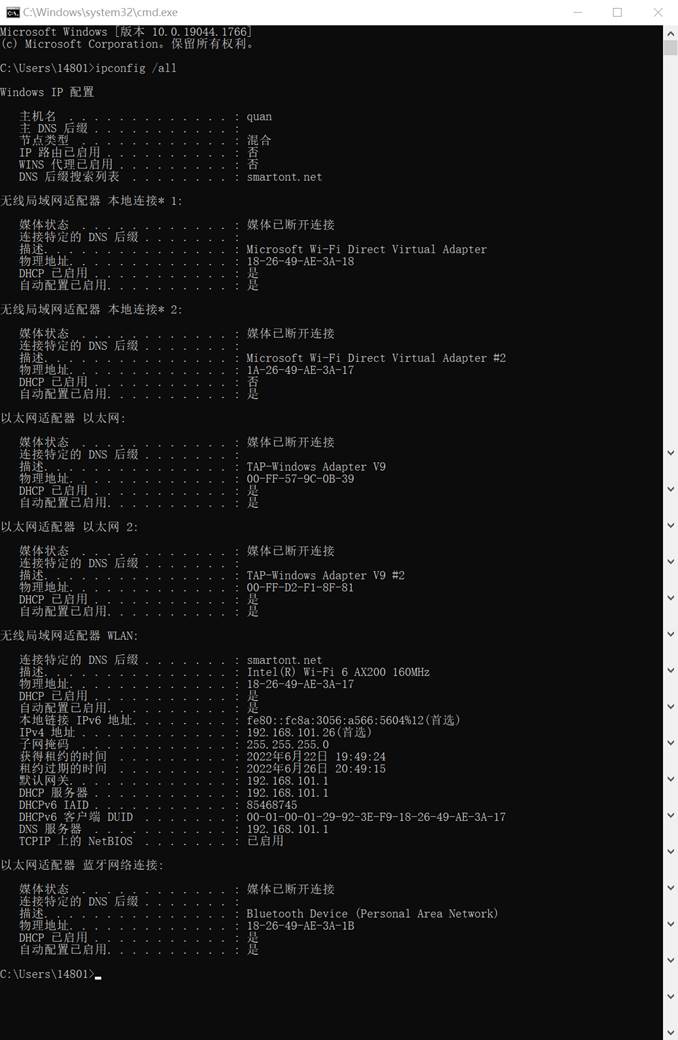 C:\Windows\system32\cmd.exe
Microsoft Windows [版本 10.0.19044.1766]
(c) Microsoft Corporation。保留所有权利。
C:\Users\14801>ipconfig /all
Windows IP 配置
主机名 . . . . . . . . . . . . . : quan
主 DNS 后缀 . . . . . . . . . . . :
节点类型 . . . . . . . . . . . . : 混合
IP 路由已启用 . . . . . . . . . . : 否
WINS 代理已启用 . . . . . . . . . : 否
DNS 后缀搜索列表 . . . . . . . . : smartont.net
无线局域网适配器 本地连接* 1:
媒体状态 . . . . . . . . . . . . : 媒体已断开连接
连接特定的 DNS 后缀 . . . . . . . :
描述. . . . . . . . . . . . . . . : Microsoft Wi-Fi Direct Virtual Adapter
物理地址. . . . . . . . . . . . . : 18-26-49-AE-3A-18
DHCP 已启用 . . . . . . . . . . . : 是
自动配置已启用. . . . . . . . . . : 是
无线局域网适配器 本地连接* 2:
媒体状态 . . . . . . . . . . . . : 媒体已断开连接
连接特定的 DNS 后缀 . . . . . . . :
描述. . . . . . . . . . . . . . . : Microsoft Wi-Fi Direct Virtual Adapter #2
物理地址. . . . . . . . . . . . . : 1A-26-49-AE-3A-17
DHCP 已启用 . . . . . . . . . . . : 否
自动配置已启用. . . . . . . . . . : 是
以太网适配器 以太网:
媒体状态 . . . . . . . . . . . . : 媒体已断开连接
连接特定的 DNS 后缀 . . . . . . . :
描述. . . . . . . . . . . . . . . : TAP-Windows Adapter V9
物理地址. . . . . . . . . . . . . : 00-FF-57-9C-0B-39
DHCP 已启用 . . . . . . . . . . . : 是
自动配置已启用. . . . . . . . . . : 是
以太网适配器 以太网 2:
媒体状态 . . . . . . . . . . . . : 媒体已断开连接
连接特定的 DNS 后缀 . . . . . . . :
描述. . . . . . . . . . . . . . . : TAP-Windows Adapter V9 #2
物理地址. . . . . . . . . . . . . : 00-FF-D2-F1-8F-81
DHCP 已启用 . . . . . . . . . . . : 是
自动配置已启用. . . . . . . . . . : 是
无线局域网适配器 WLAN:
连接特定的 DNS 后缀 . . . . . . . : smartont.net
描述. . . . . . . . . . . . . . . : Intel(R) Wi-Fi 6 AX200 160MHz
物理地址. . . . . . . . . . . . . : 18-26-49-AE-3A-17
DHCP 已启用 . . . . . . . . . . . : 是
自动配置已启用. . . . . . . . . . : 是
本地链接 IPv6 地址. . . . . . . . : fe80::fc8a:3056:a566:5604%12(首选)
IPv4 地址 . . . . . . . . . . . . : 192.168.101.26(首选)
子网掩码 . . . . . . . . . . . . : 255.255.255.0
获得租约的时间 . . . . . . . . . : 2022年6月22日 19:49:24
租约过期的时间 . . . . . . . . . : 2022年6月26日 20:49:15
默认网关. . . . . . . . . . . . . : 192.168.101.1
DHCP 服务器 . . . . . . . . . . . : 192.168.101.1
DHCPv6 IAID . . . . . . . . . . . : 85468745
DHCPv6 客户端 DUID . . . . . . . : 00-01-00-01-29-92-3E-F9-18-26-49-AE-3A-17
DNS 服务器 . . . . . . . . . . . : 192.168.101.1
TCPIP 上的 NetBIOS . . . . . . . : 已启用
以太网适配器 蓝牙网络连接:
媒体状态 . . . . . . . . . . . . : 媒体已断开连接
连接特定的 DNS 后缀 . . . . . . . :
描述. . . . . . . . . . . . . . . : Bluetooth Device (Personal Area Network)
物理地址. . . . . . . . . . . . . : 18-26-49-AE-3A-1B
DHCP 已启用 . . . . . . . . . . . : 是
自动配置已启用. . . . . . . . . . : 是
C:\Users\14801>